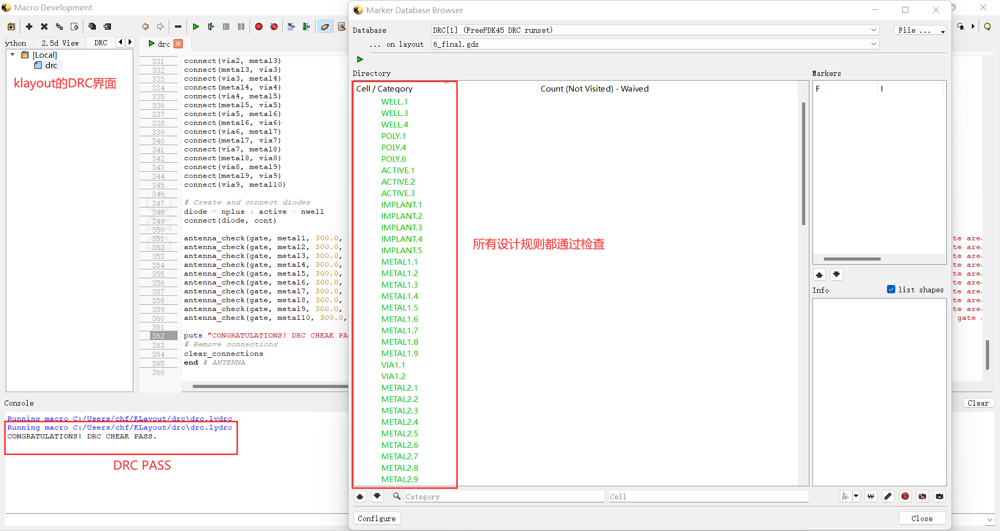 Macro Development
ython
2.5d View
DRC
[Local]
drc
klayout的DRC界面
drc
331 connect(via2, metal3)
332 connect(metal3, via3)
333 connect(via3, metal4)
334 connect(metal4, via4)
335 connect(via4, metal5)
336 connect(metal5, via5)
337 connect(via5, metal6)
338 connect(metal6, via6)
339 connect(via6, metal7)
340 connect(metal7, via7)
341 connect(via7, metal8)
342 connect(metal8, via8)
343 connect(via8, metal9)
344 connect(metal9, via9)
345 connect(via9, metal10)
346
347 # Create and connect diodes
348 diode = nplus & active - nwell
349 connect(diode, cont)
350
351 antenna_check(gate, metal1, 300.0,
352 antenna_check(gate, metal2, 300.0,
353 antenna_check(gate, metal3, 300.0,
354 antenna_check(gate, metal4, 300.0,
355 antenna_check(gate, metal5, 300.0,
356 antenna_check(gate, metal6, 300.0,
357 antenna_check(gate, metal7, 300.0,
358 antenna_check(gate, metal8, 300.0,
359 antenna_check(gate, metal9, 300.0,
360 antenna_check(gate, metal10, 300.0,
361
362 puts "CONGRATULATIONS! DRC CHEAK PA
363 # Remove connections
364 clear_connections
365 end # ANTENNA
366
Console
Clear
Running macro C:/Users/chf/KLayout/drc\drc.lydrc
Running macro C:/Users/chf/KLayout/drc\drc.lydrc
CONGRATULATIONS! DRC CHEAK PASS.
DRC PASS
Marker Database Browser
Database
DRC[1] (FreePDK45 DRC runset)
File ...
... on layout
6_final.gds
Directory
Cell / Category
Count (Not Visited) - Waived
WELL.1
WELL.3
WELL.4
POLY.1
POLY.4
POLY.6
ACTIVE.1
ACTIVE.2
ACTIVE.3
IMPLANT.1
IMPLANT.2
IMPLANT.3
IMPLANT.4
IMPLANT.5
METAL1.1
METAL1.2
METAL1.3
METAL1.4
METAL1.5
METAL1.6
METAL1.7
METAL1.8
METAL1.9
VIA1.1
VIA1.2
METAL2.1
METAL2.2
METAL2.3
METAL2.4
METAL2.5
METAL2.6
METAL2.7
METAL2.8
METAL2.9
所有设计规则都通过检查
Markers
F
I
Info
list shapes
Category
Cell
Configure
Close
te area
te area
te area
te area
te area
te area
te area
te area
te area
gate